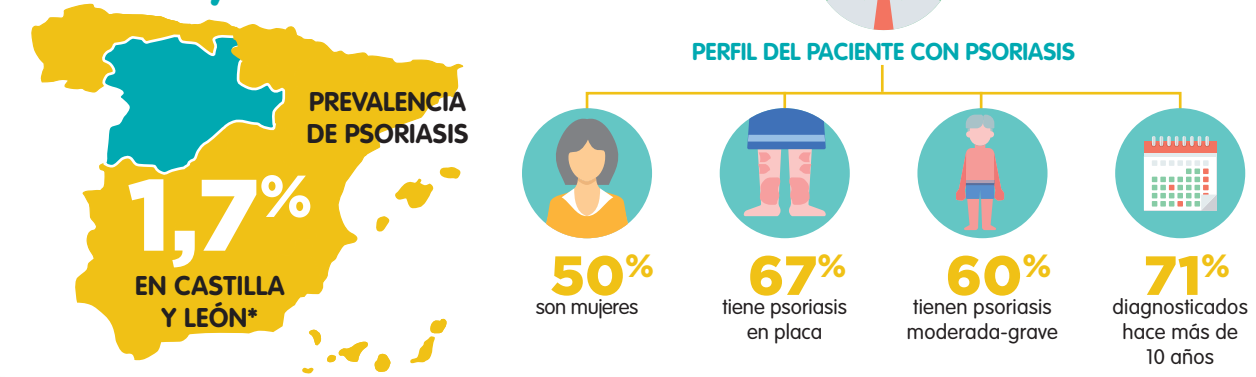 PREVALENCIA
DE PSORIASIS
1,7%
EN CASTILLA
Y LEÓN*
PERFIL DEL PACIENTE CON PSORIASIS
50%
son mujeres
67%
tiene psoriasis
en placa
60%
tienen psoriasis
moderada-grave
71%
diagnosticados
hace más de
10 años